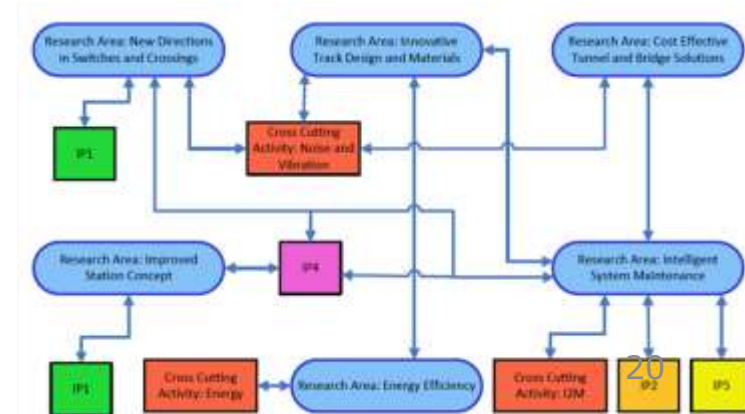 Research Area: New Directions
in Switches and Crossings
Research Area: Innovative
Track Design and Materials
Research Area: Cost Effective
Tunnel and Bridge Solutions
IP1
Cross Cutting
Activity: Noise and
Vibration
Research Area: Improved
Station Concept
IP4
Research Area: Intelligent
System Maintenance
IP1
Cross Cutting
Activity: Energy
Research Area: Energy Efficiency
Cross Cutting
Activity: I2M
IP2
20
IP5